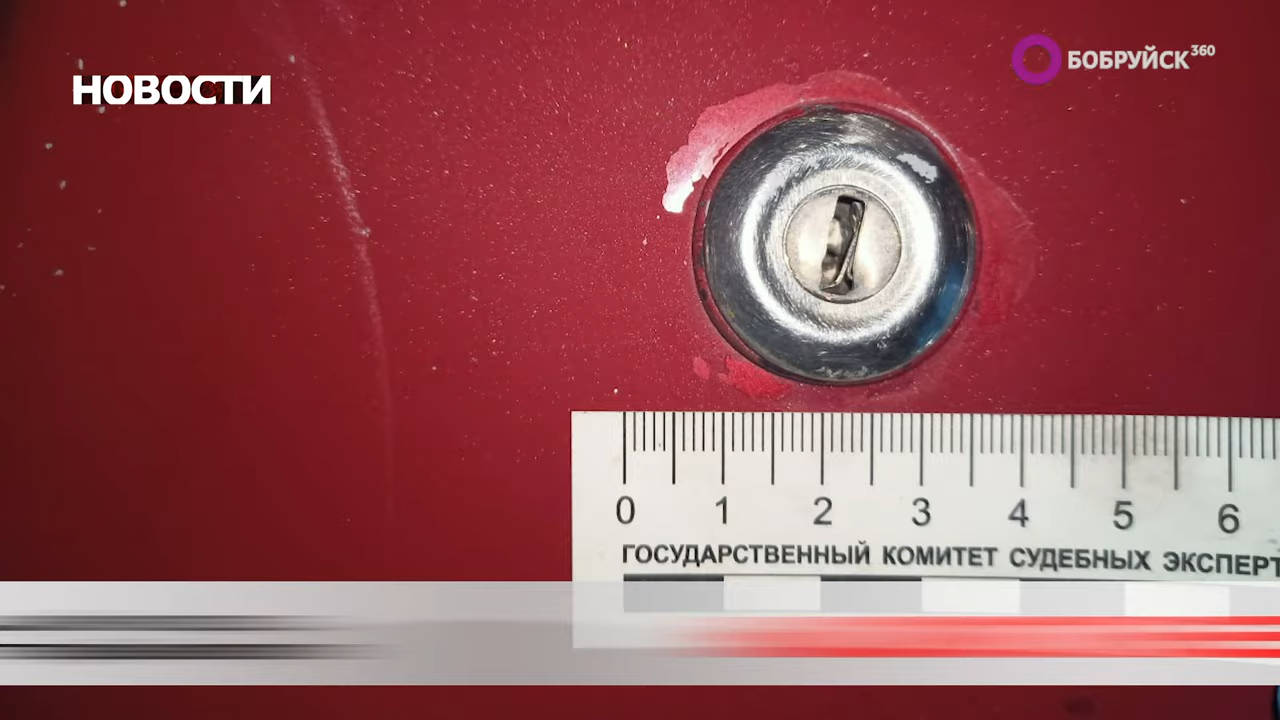 НОВОСТИ
БОБРУЙСК360
0 1 2 3 4 5 6
ГОСУДАРСТВЕННЫЙ КОМИТЕТ СУДЕБНЫХ ЭКСПЕРТ